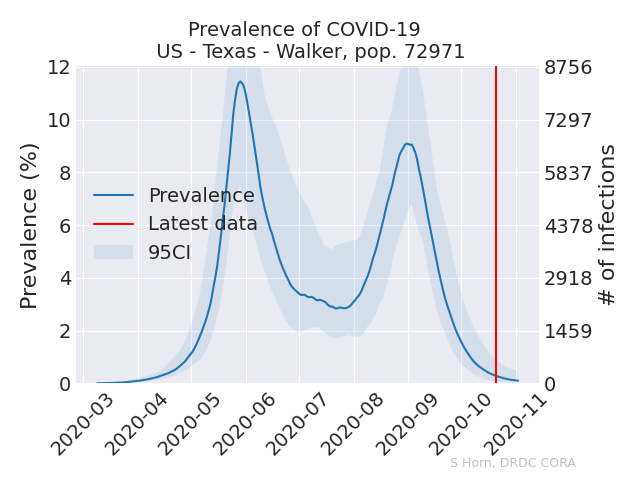 Prevalence of COVID-19
US - Texas - Walker, pop. 72971
Prevalence (%)
12
10
8
6
4
2
0
8756
7297
5837
4378
2918
1459
0
# of infections
Prevalence
Latest data
95CI
2020-03
2020-04
2020-05
2020-06
2020-07
2020-08
2020-09
2020-10
2020-11
S Horn, DRDC CORA